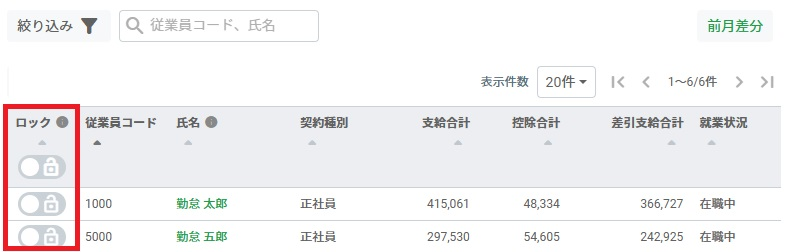 絞り込み 従業員コード、氏名 前月差分
表示件数 20件 1〜6/6件
ロック 従業員コード 氏名 契約種別 支給合計 控除合計 差引支給合計 就業状況
1000 勤怠 太郎 正社員 415,061 48,334 366,727 在職中
5000 勤怠 五郎 正社員 297,530 54,605 242,925 在職中